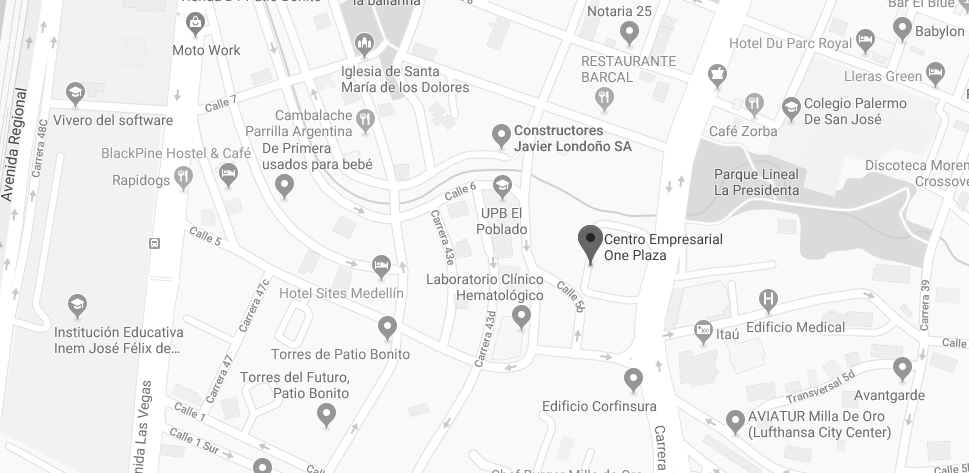 la bailarina
Notaria 25
Bar El Blue
Babylon
Moto Work
Hotel Du Parc Royal
RESTAURANTE
BARCAL
Lleras Green
Iglesia de Santa
María de los Dolores
Calle 7
Avenida Regional
Carrera 48C
Vivero del software
Cambalache
Parrilla Argentina
De Primera
usados para bebé
Constructores
Javier Londoño SA
Colegio Palermo
De San José
Café Zorba
BlackPine Hostel & Café
Rapidogs
Parque Lineal
La Presidenta
Discoteca Moren
Crossove
Calle 6
UPB El
Poblado
Calle 5
Carrera 43e
Centro Empresarial
One Plaza
Hotel Sites Medellín
Laboratorio Clínico
Hematológico
Calle 5b
Carrera 47c
Carrera 43d
Carrera 39
Institución Educativa
Inem José Félix de...
Itaú
Edificio Medical
Calle
Torres de Patio Bonito
Carrera 47
Torres del Futuro,
Patio Bonito
Transversal 5d
Avantgarde
Edificio Corfinsura
Calle 1
AVIATUR Milla De Oro
(Lufthansa City Center)
Calle 1 Sur
nida Las Vegas
Carrera